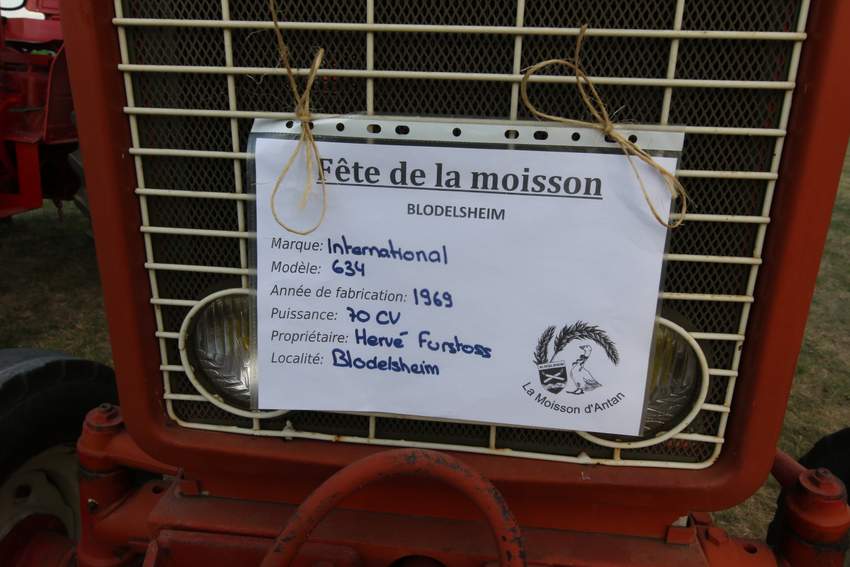 Fête de la moisson
BLODELSHEIM
Marque: International
Modèle: 634
Année de fabrication: 1969
Puissance: 70 CV
Propriétaire: Hervé Furstoss
Localité: Blodelsheim
La Moisson d'Antan